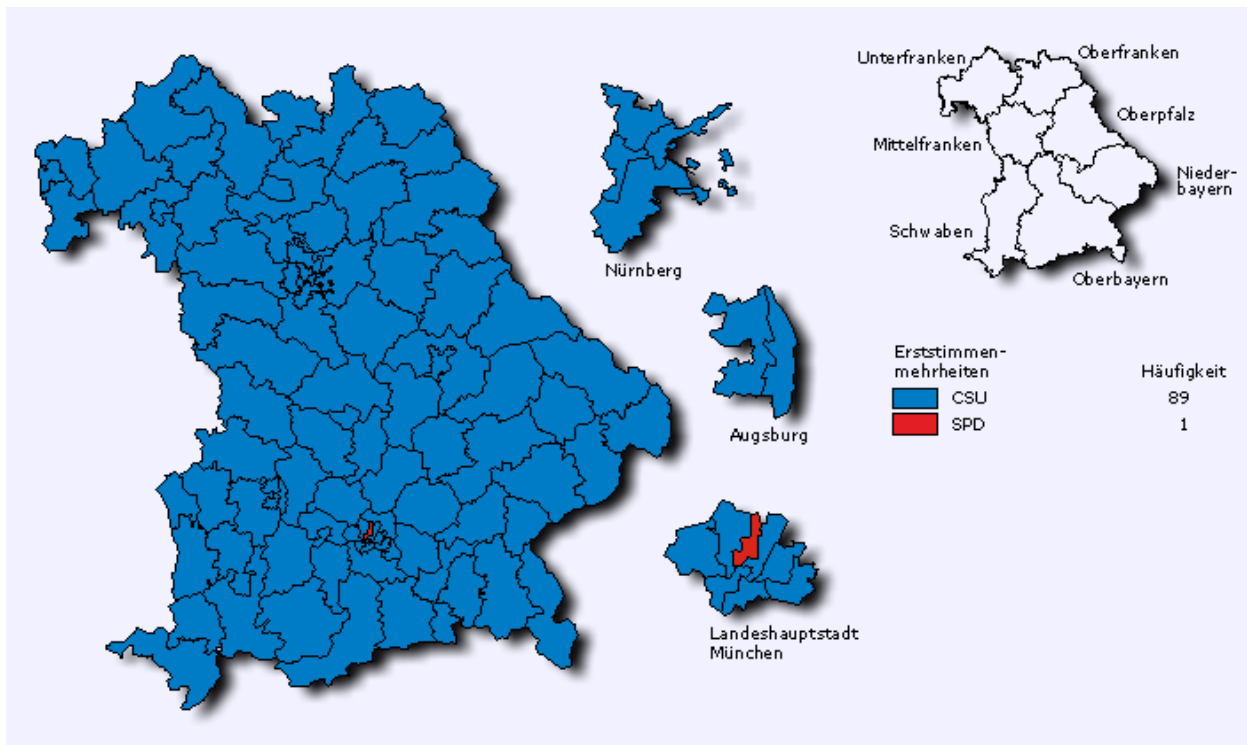 Unterfranken
Oberfranken
Oberpfalz
Mittelfranken
Nieder-
bayern
Schwaben
Oberbayern
Nürnberg
Augsburg
Erststimmen-
mehrheiten
Häufigkeit
CSU 89
SPD 1
Landeshauptstadt
München